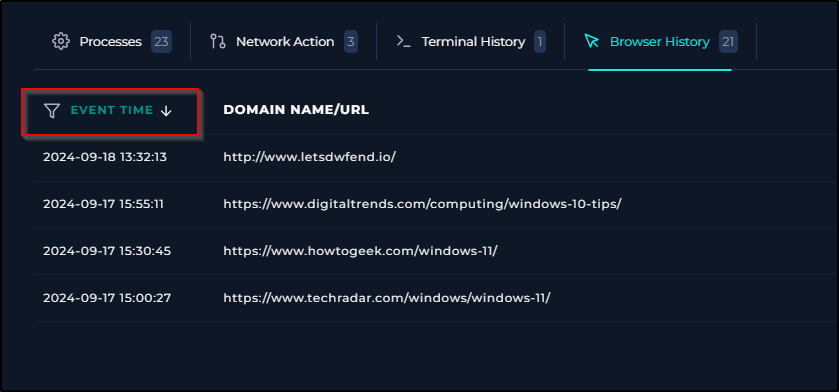 Processes 23 Network Action 3 Terminal History 1 Browser History 21
EVENT TIME DOMAIN NAME/URL
2024-09-18 13:32:13 http://www.letsdwfend.io/
2024-09-17 15:55:11 https://www.digitaltrends.com/computing/windows-10-tips/
2024-09-17 15:30:45 https://www.howtogeek.com/windows-11/
2024-09-17 15:00:27 https://www.techradar.com/windows/windows-11/